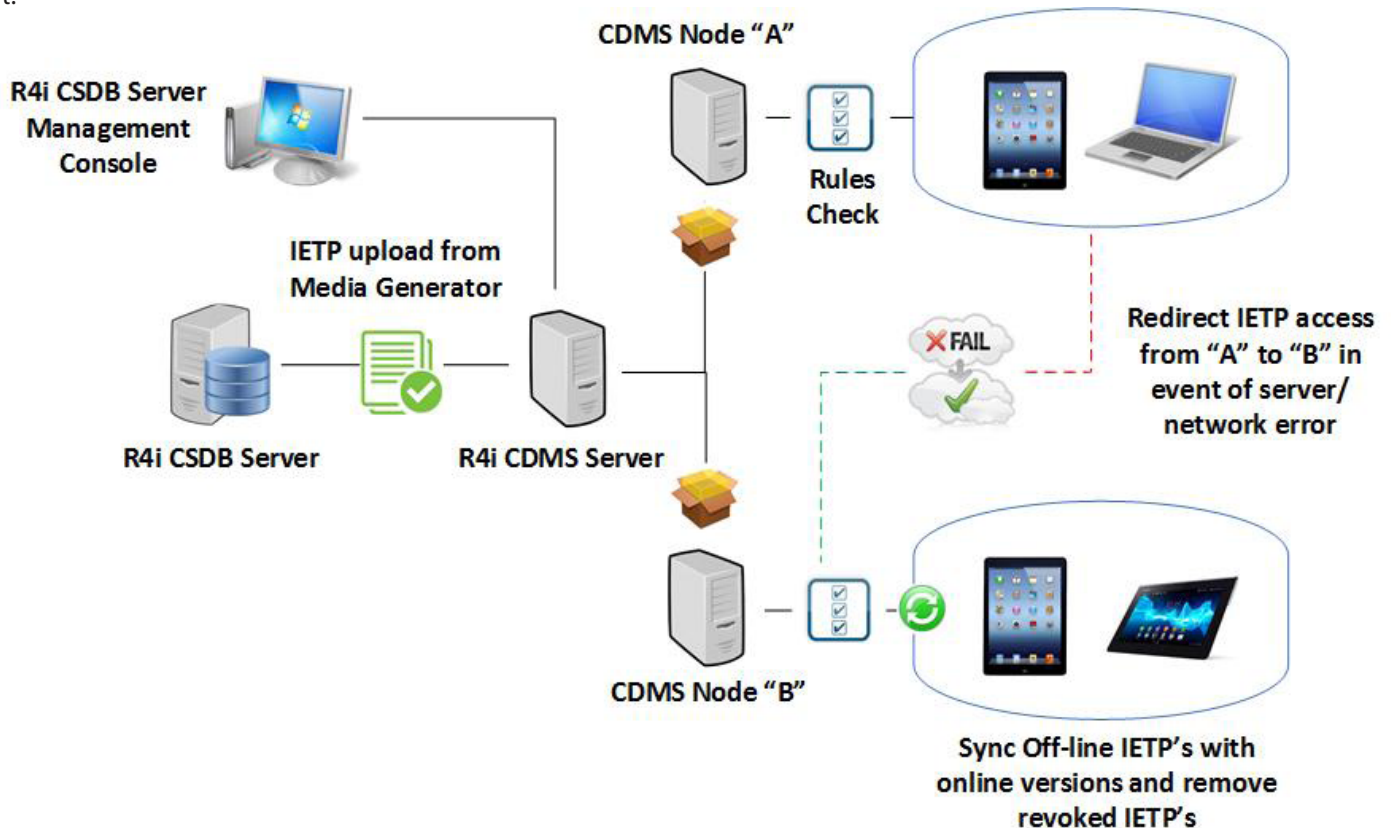 t.
CDMS Node “A”
R4i CSDB Server
Management
Console
Rules
Check
IETP upload from
Media Generator
FAIL
Redirect IETP access
from “A” to “B” in
event of server/
network error
R4i CSDB Server
R4i CDMS Server
CDMS Node “B”
Sync Off-line IETP’s with
online versions and remove
revoked IETP’s